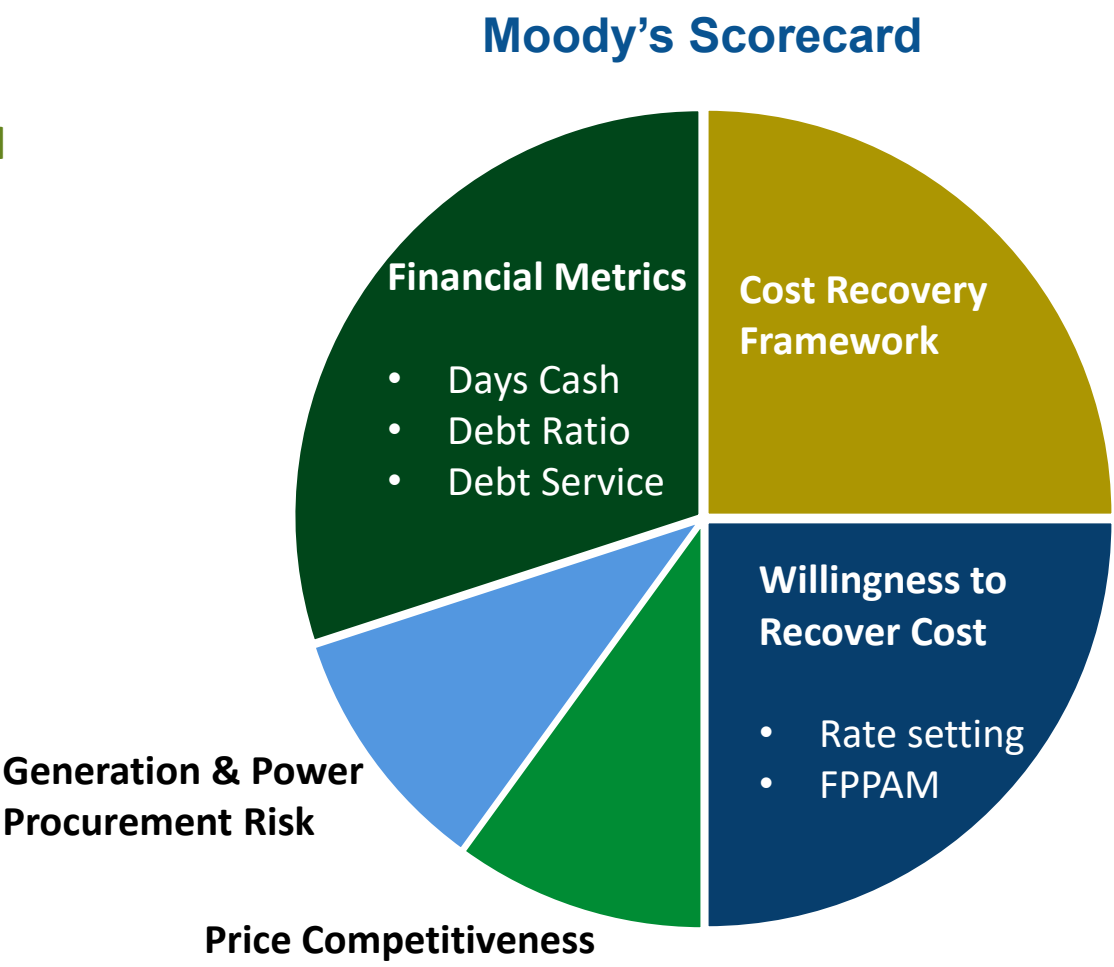 Moody’s Scorecard
Financial Metrics
• Days Cash
• Debt Ratio
• Debt Service
Cost Recovery
Framework
Willingness to
Recover Cost
• Rate setting
• FPPAM
Generation & Power
Procurement Risk
Price Competitiveness